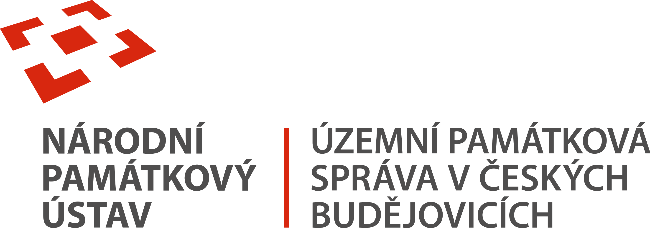 NÁRODNÍ
PAMÁTKOVÝ
ÚSTAV
ÚZEMNÍ PAMÁTKOVÁ
SPRÁVA V ČESKÝCH
BUDĚJOVICÍCH